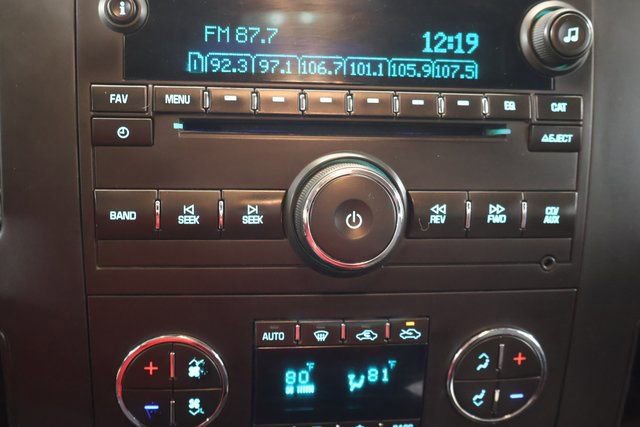 i
FM 87.7 12:19
1 92.3 97.1 106.7 101.1 105.9 107.5
FAV MENU EQ CAT
EJECT
BAND SEEK SEEK REV FWD CD/AUX
AUTO
80°F 81°F